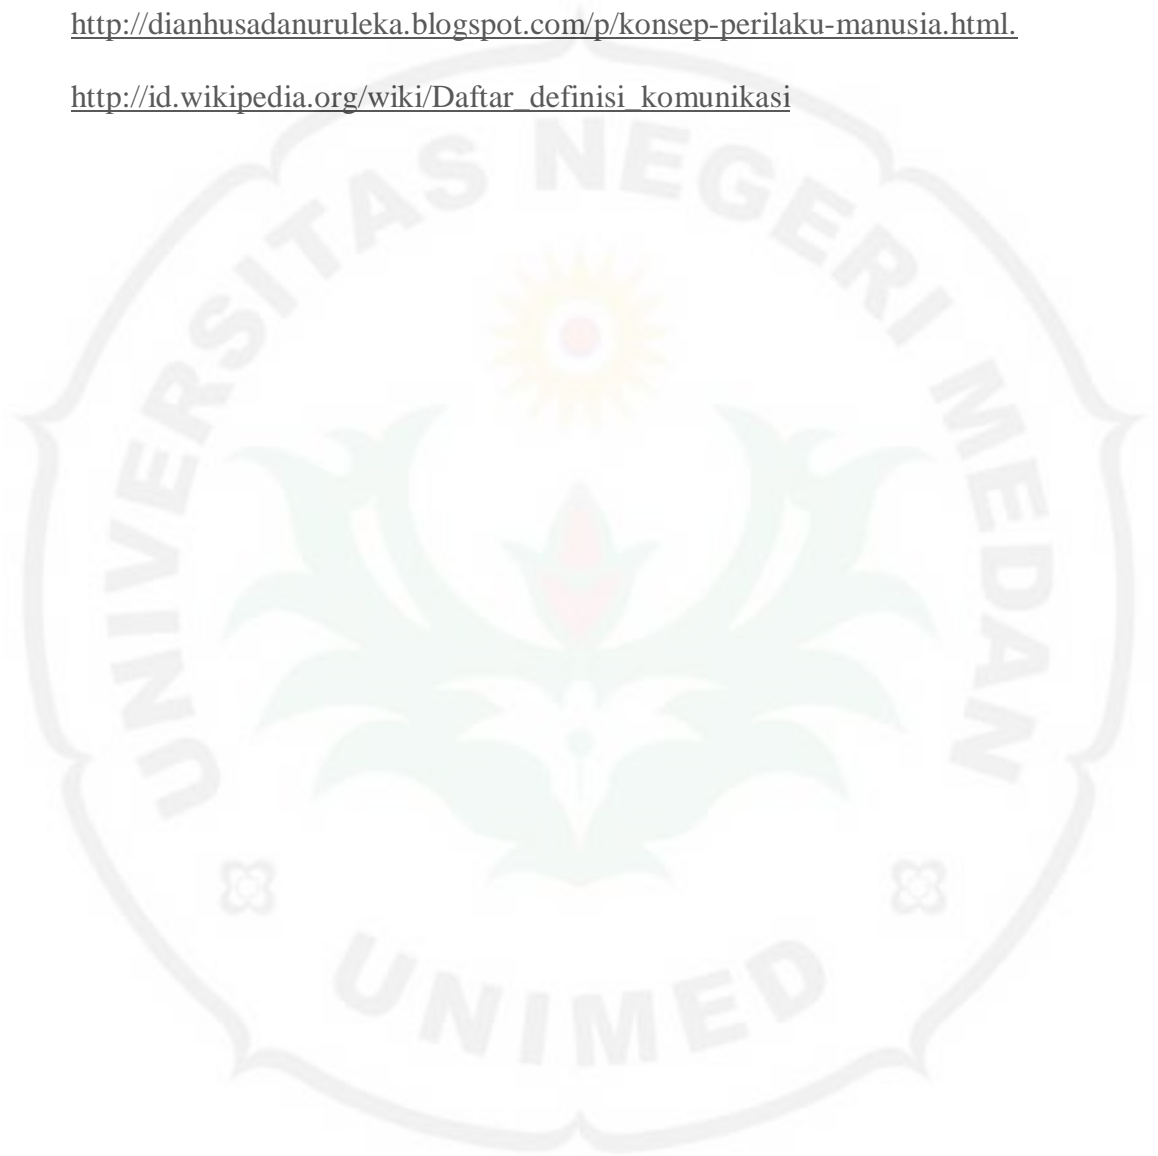 http://dianhusadanuruleka.blogspot.com/p/konsep-perilaku-manusia.html.
http://id.wikipedia.org/wiki/Daftar_definisi_komunikasi
UNIVERSITAS NEGERI MEDAN
UNIMED